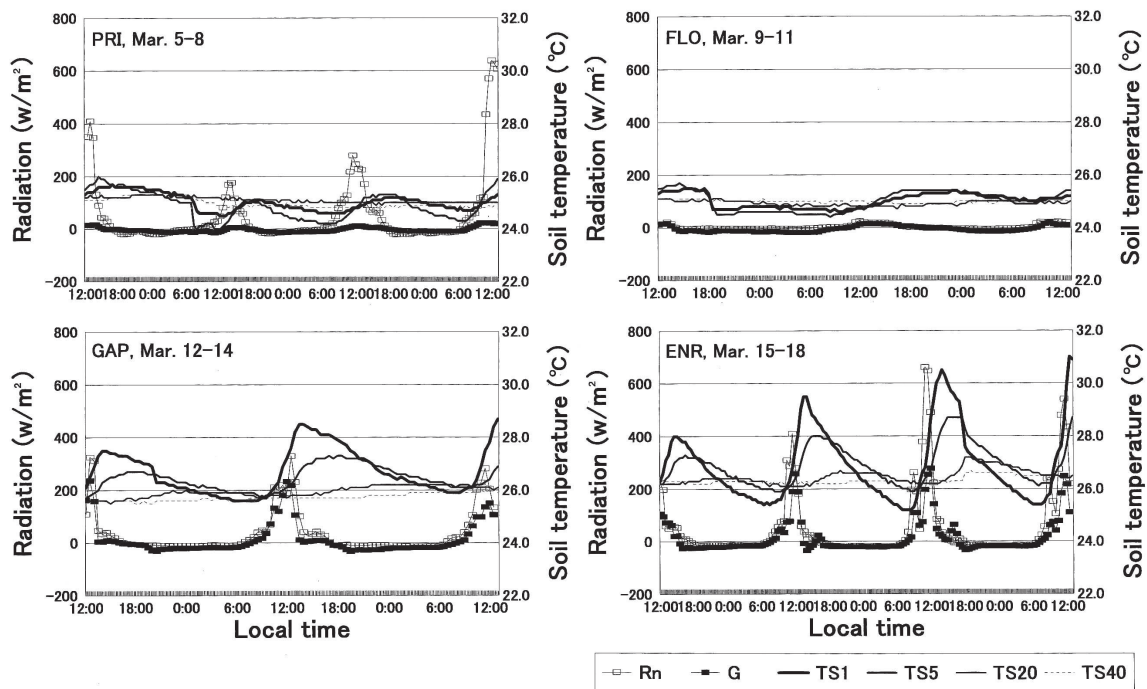 PRI, Mar. 5–8
Radiation (w/m²)
800
600
400
200
0
−200
32.0
30.0
28.0
26.0
24.0
22.0
Soil temperature (℃)
12:00 18:00 0:00 6:00 12:00 18:00 0:00 6:00 12:00 18:00 0:00 6:00 12:00
FLO, Mar. 9–11
Radiation (w/m²)
800
600
400
200
0
−200
32.0
30.0
28.0
26.0
24.0
22.0
Soil temperature (℃)
12:00 18:00 0:00 6:00 12:00 18:00 0:00 6:00 12:00
GAP, Mar. 12–14
Radiation (w/m²)
800
600
400
200
0
−200
32.0
30.0
28.0
26.0
24.0
22.0
Soil temperature (℃)
12:00 18:00 0:00 6:00 12:00 18:00 0:00 6:00 12:00
Local time
ENR, Mar. 15–18
Radiation (w/m²)
800
600
400
200
0
−200
32.0
30.0
28.0
26.0
24.0
22.0
Soil temperature (℃)
12:00 18:00 0:00 6:00 12:00 18:00 0:00 6:00 12:00 18:00 0:00 6:00 12:00
Local time
Rn G TS1 TS5 TS20 TS40